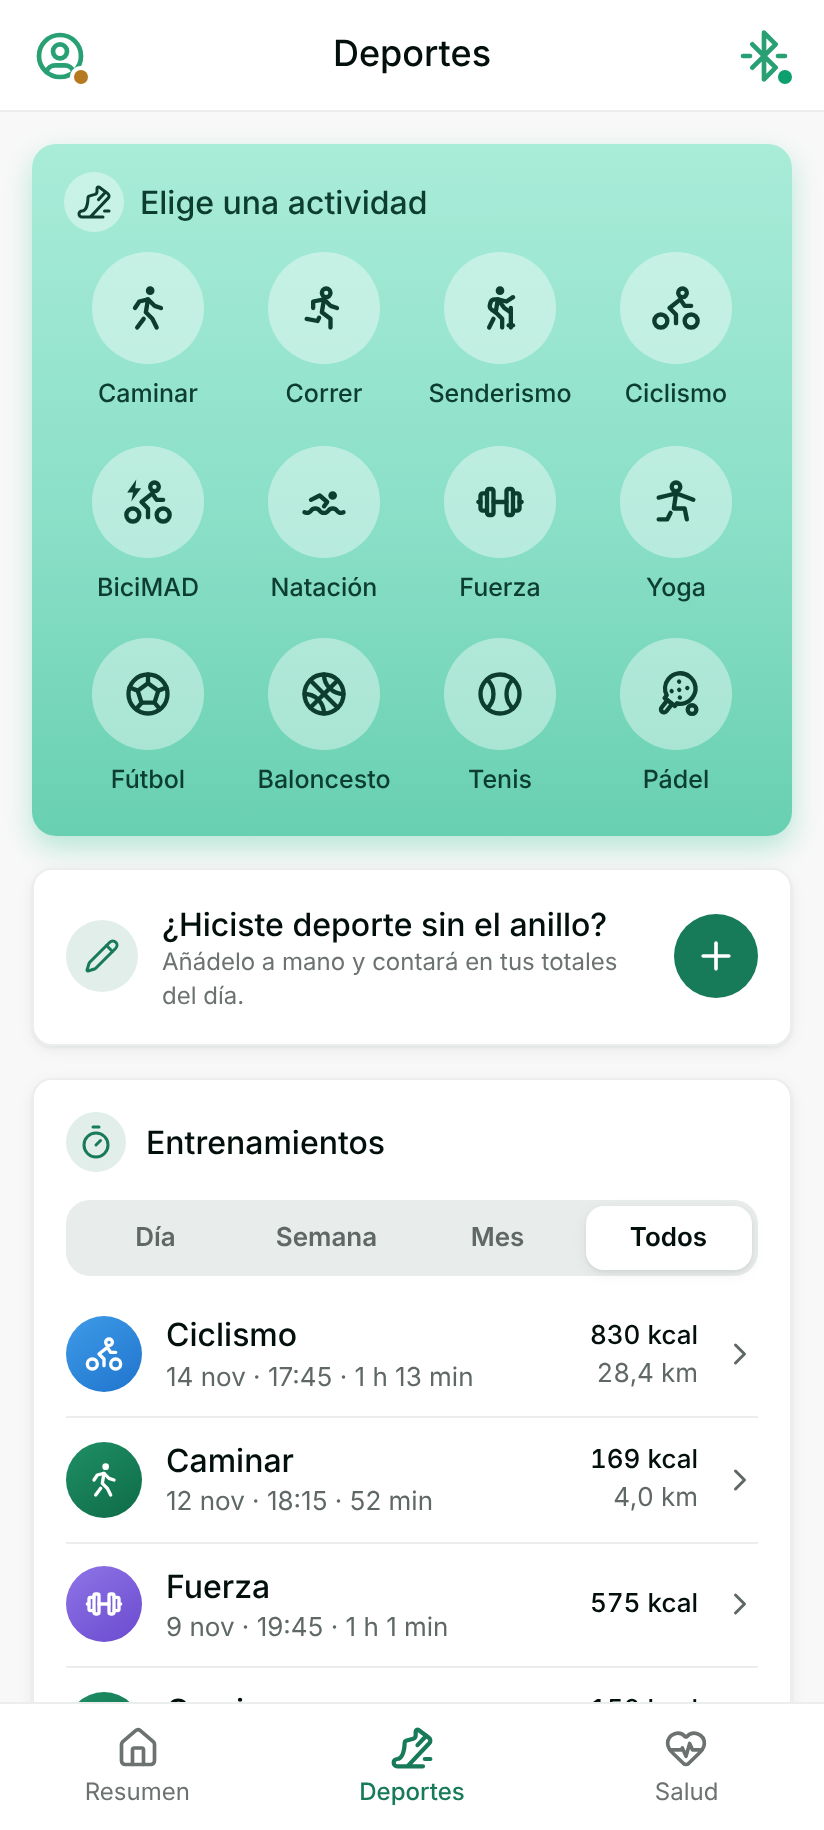 Deportes
Elige una actividad
Caminar
Correr
Senderismo
Ciclismo
BiciMAD
Natación
Fuerza
Yoga
Fútbol
Baloncesto
Tenis
Pádel
¿Hiciste deporte sin el anillo?
Añádelo a mano y contará en tus totales
del día.
Entrenamientos
Día
Semana
Mes
Todos
Ciclismo
830 kcal
14 nov · 17:45 · 1 h 13 min
28,4 km
Caminar
169 kcal
12 nov · 18:15 · 52 min
4,0 km
Fuerza
575 kcal
9 nov · 19:45 · 1 h 1 min
Resumen
Deportes
Salud